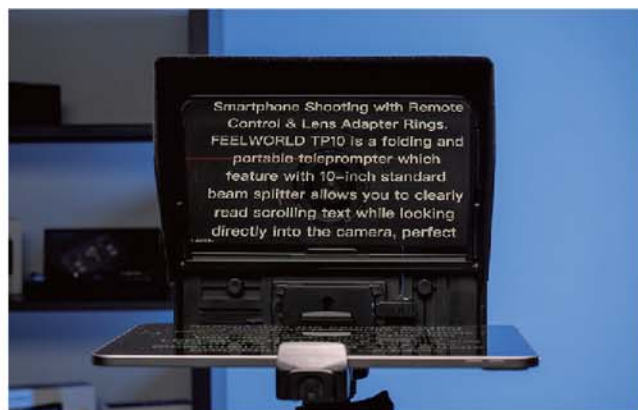 Smartphone Shooting with Remote
Control & Lens Adapter Rings.
FEELWORLD TP10 is a folding and
portable teleprompter which
feature with 10-inch standard
beam splitter allows you to clearly
read scrolling text while looking
directly into the camera, perfect